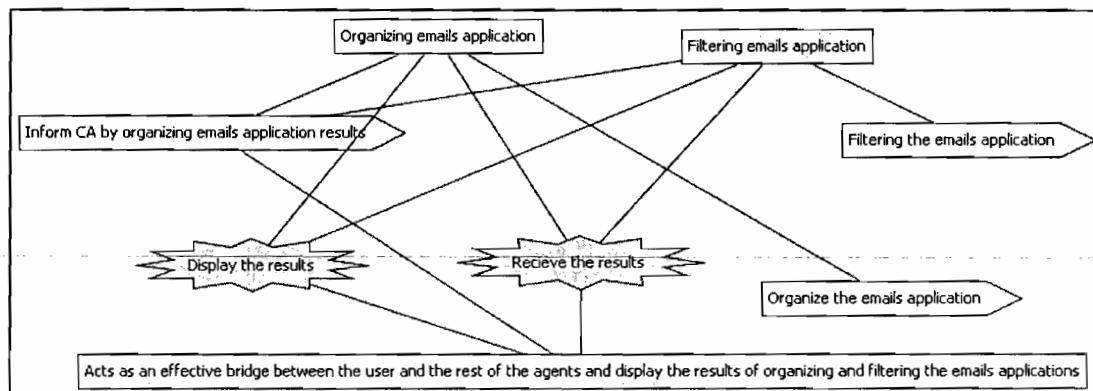 Organizing emails application
Filtering emails application
Inform CA by organizing emails application results
Filtering the emails application
Display the results
Recieve the results
Organize the emails application
Acts as an effective bridge between the user and the rest of the agents and display the results of organizing and filtering the emails applications